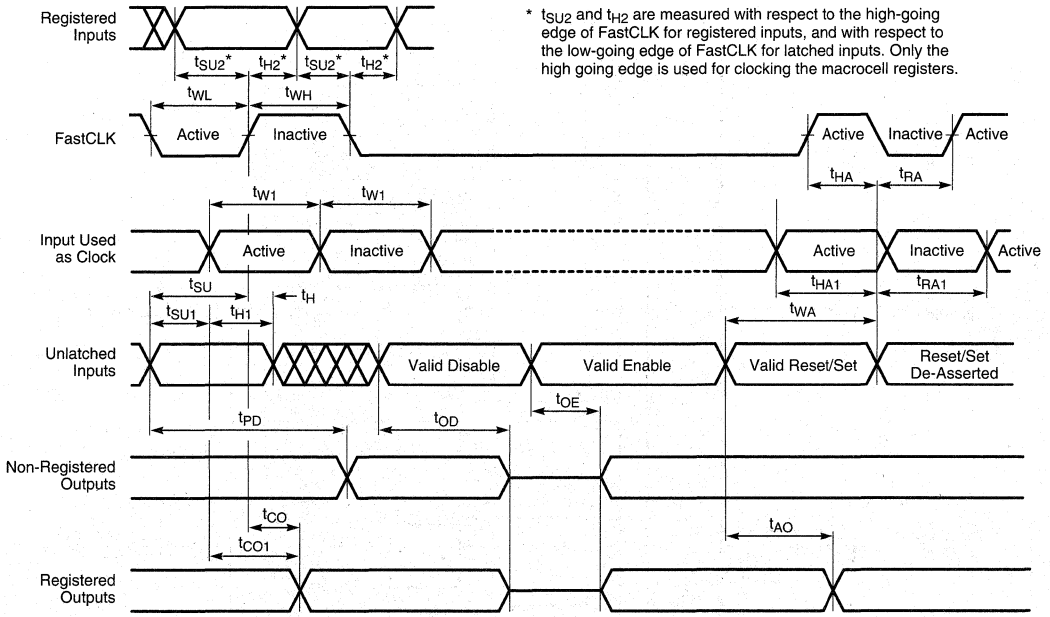 Registered
Inputs
* tSU2 and tH2 are measured with respect to the high-going
edge of FastCLK for registered inputs, and with respect to
the low-going edge of FastCLK for latched inputs. Only the
high going edge is used for clocking the macrocell registers.
tSU2* tH2* tSU2* tH2*
tWL tWH
FastCLK
Active Inactive Active Inactive Active
tHA tRA
tW1 tW1
Input Used
as Clock
Active Inactive Active Inactive Active
tSU tHA1 tRA1
tH
tSU1 tH1 tWA
Unlatched
Inputs
Valid Disable Valid Enable Valid Reset/Set
Reset/Set
De-Asserted
tOE
tPD tOD
Non-Registered
Outputs
tCO tAO
tCO1
Registered
Outputs